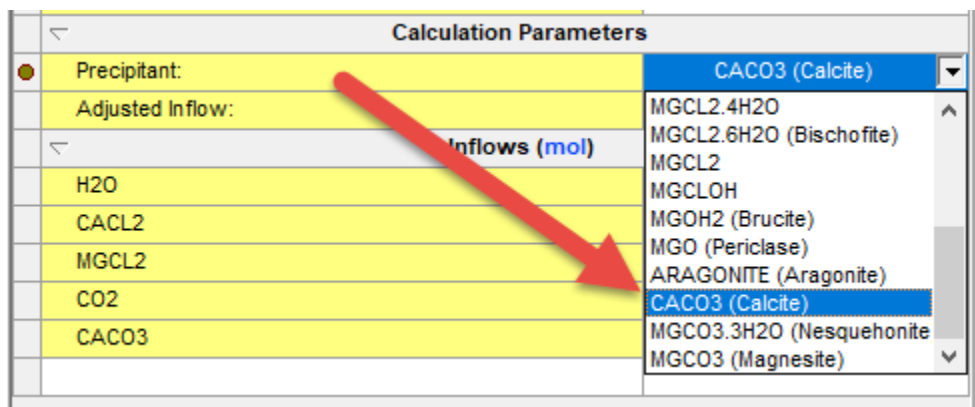 Calculation Parameters
Precipitant: CACO3 (Calcite)
Adjusted Inflow:
Inflows (mol)
H2O
CACL2
MGCL2
CO2
CACO3
MGCL2.4H2O
MGCL2.6H2O (Bischofite)
MGCL2
MGCLOH
MGOH2 (Brucite)
MGO (Periclase)
ARAGONITE (Aragonite)
CACO3 (Calcite)
MGCO3.3H2O (Nesquehonite
MGCO3 (Magnesite)